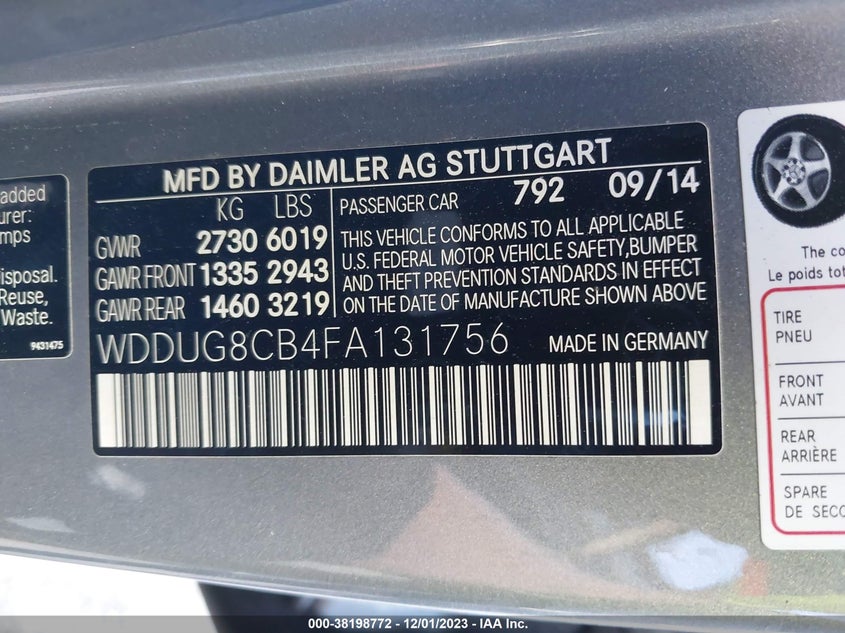 added
urer:
mps
disposal.
Reuse,
Waste.
9431475
MFD BY DAIMLER AG STUTTGART
KG LBS
GWR 2730 6019
GAWR FRONT 1335 2943
GAWR REAR 1460 3219
PASSENGER CAR 792 09/14
THIS VEHICLE CONFORMS TO ALL APPLICABLE
U.S. FEDERAL MOTOR VEHICLE SAFETY, BUMPER
AND THEFT PREVENTION STANDARDS IN EFFECT
ON THE DATE OF MANUFACTURE SHOWN ABOVE
WDDUG8CB4FA131756 MADE IN GERMANY
The co
Le poids tot
TIRE
PNEU
FRONT
AVANT
REAR
ARRIÈRE
SPARE
DE SECO
000-38198772 - 12/01/2023 - © IAA Inc.